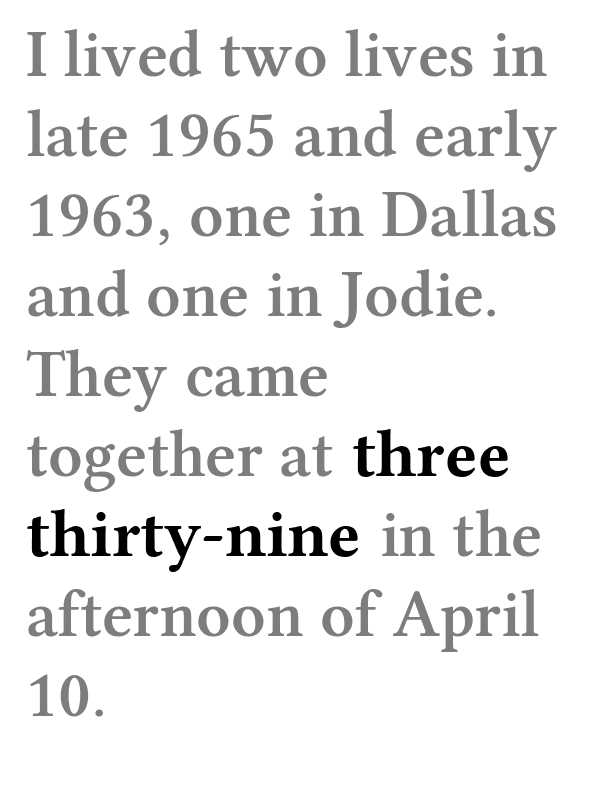 I lived two lives in
late 1965 and early
1963, one in Dallas
and one in Jodie.
They came
together at three
thirty-nine in the
afternoon of April
10.